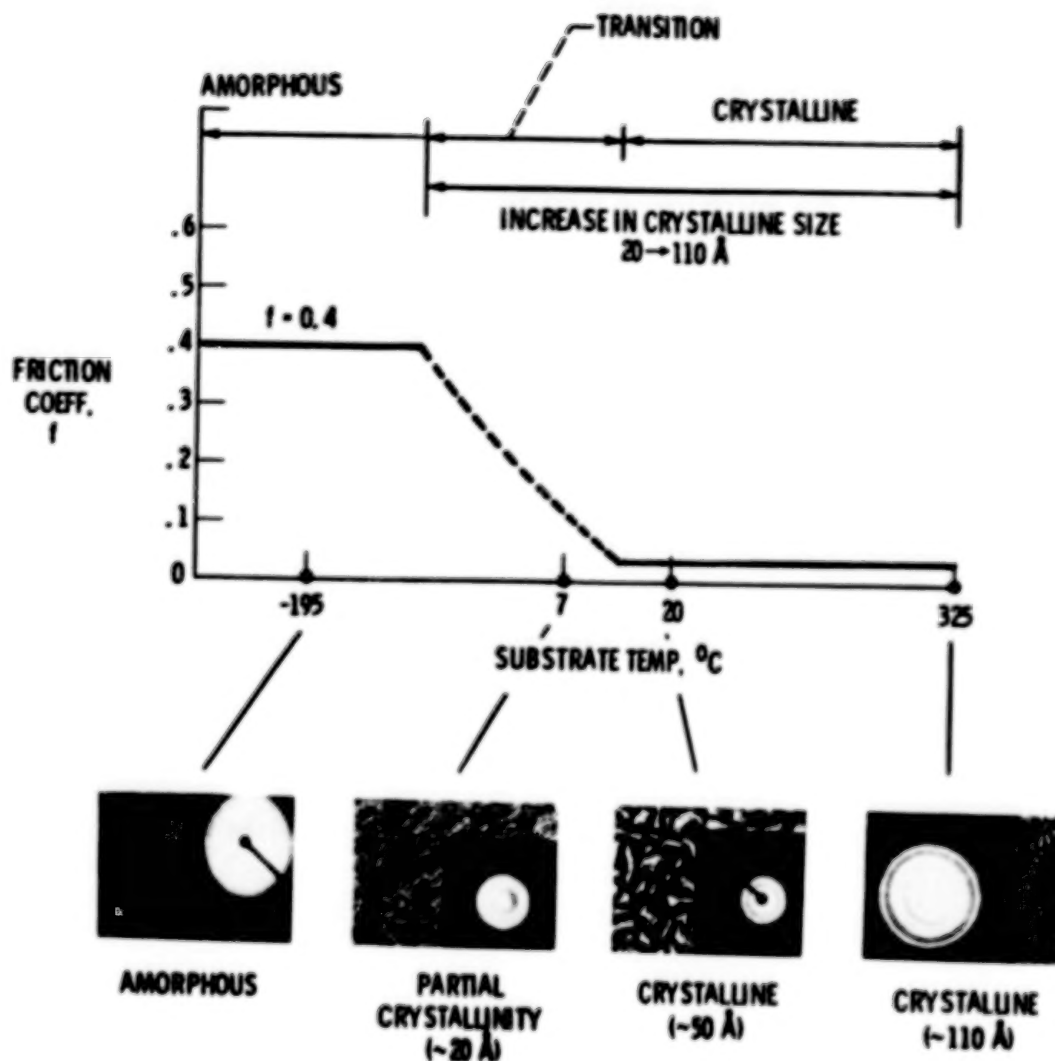 TRANSITION
AMORPHOUS
CRYSTALLINE
INCREASE IN CRYSTALLINE SIZE
20→110 Å
.6
.5
f = 0.4
.4
FRICTION
COEFF,
f
.3
.2
.1
0
-195
7
20
325
SUBSTRATE TEMP, °C
AMORPHOUS
PARTIAL
CRYSTALLINITY
(~20 Å)
CRYSTALLINE
(~50 Å)
CRYSTALLINE
(~110 Å)